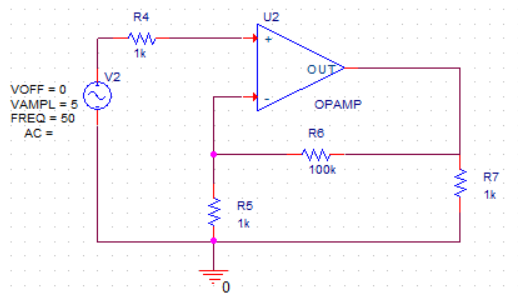 R4
1k
U2
+
OUT
-
OPAMP
V2
VOFF = 0
VAMPL = 5
FREQ = 50
AC =
R6
100k
R5
1k
R7
1k
0